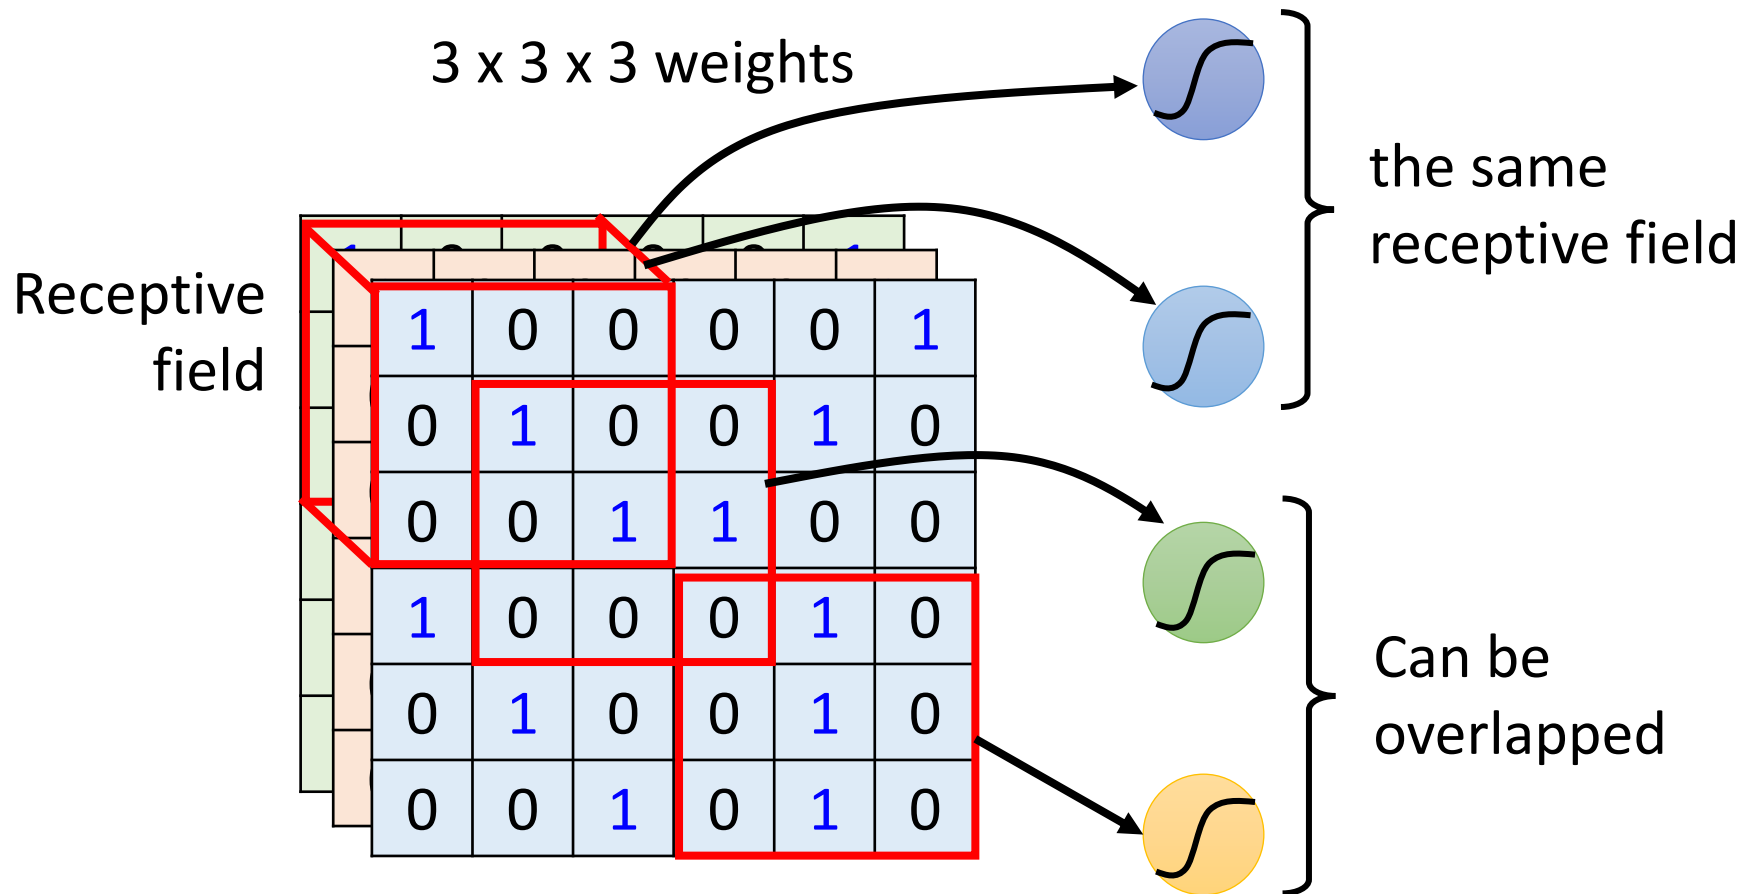 3 x 3 x 3 weights
the same
receptive field
Receptive
field
1 0 0 0 0 1
0 1 0 0 1 0
0 0 1 1 0 0
1 0 0 0 1 0
0 1 0 0 1 0
0 0 1 0 1 0
Can be
overlapped